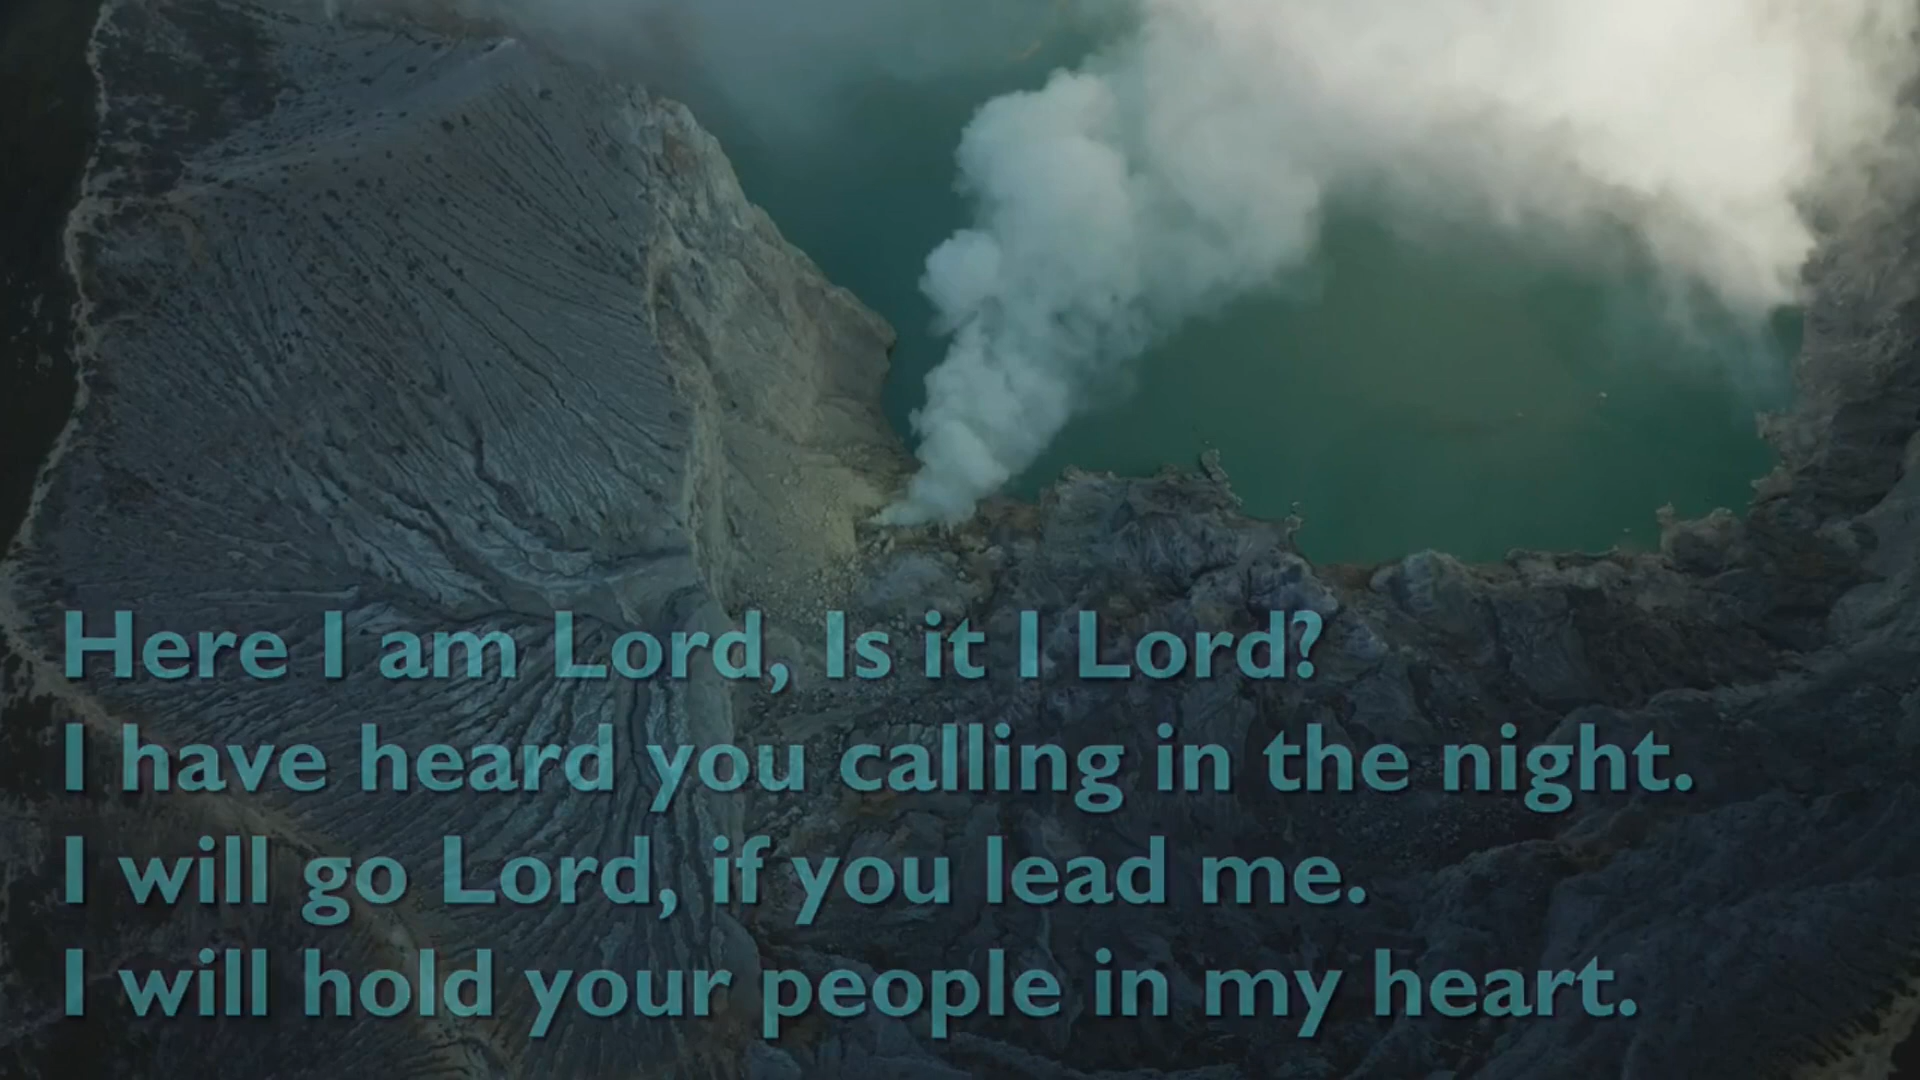 Here I am Lord, Is it I Lord?
I have heard you calling in the night.
I will go Lord, if you lead me.
I will hold your people in my heart.